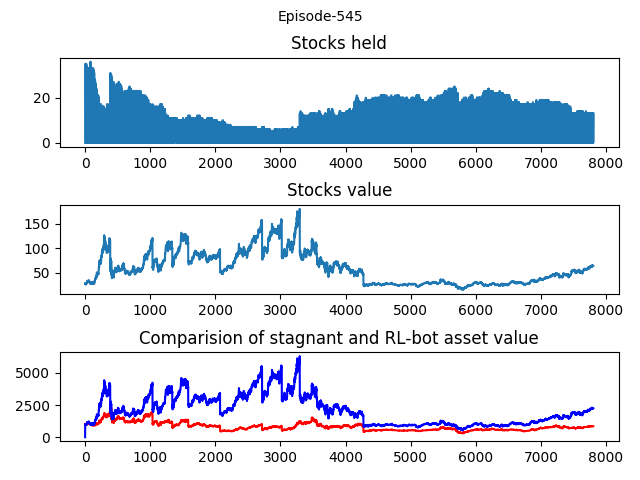 Episode-545
Stocks held
20
0
0 1000 2000 3000 4000 5000 6000 7000 8000
Stocks value
150
100
50
0 1000 2000 3000 4000 5000 6000 7000 8000
Comparision of stagnant and RL-bot asset value
5000
2500
0
0 1000 2000 3000 4000 5000 6000 7000 8000